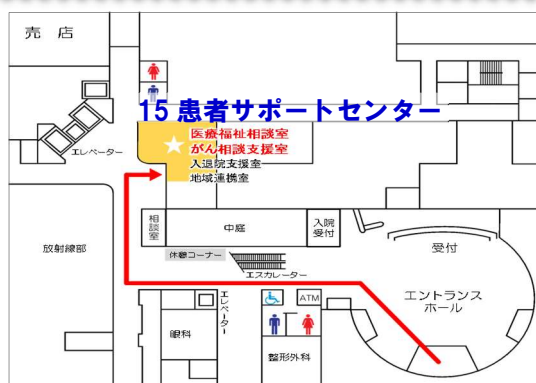 売店
15 患者サポートセンター
医療福祉相談室
がん相談支援室
入退院支援室
地域連携室
エレベーター
相談室
中庭
入院
受付
受付
放射線部
休憩コーナー
エスカレーター
エントランス
ホール
エレベーター
ATM
眼科
整形外科